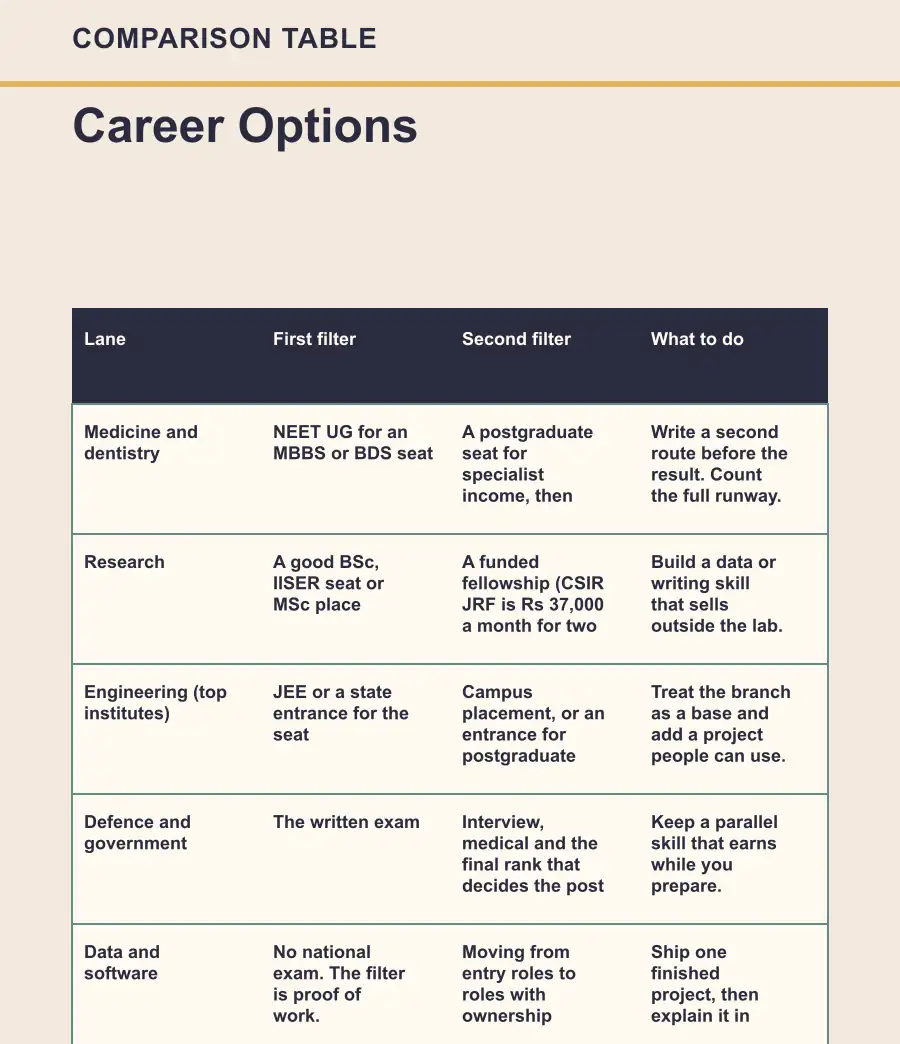 COMPARISON TABLE
Career Options
Lane
First filter
Second filter
What to do
Medicine and
dentistry
NEET UG for an
MBBS or BDS seat
A postgraduate
seat for
specialist
income, then
Write a second
route before the
result. Count
the full runway.
Research
A good BSc,
IISER seat or
MSc place
A funded
fellowship (CSIR
JRF is Rs 37,000
a month for two
Build a data or
writing skill
that sells
outside the lab.
Engineering (top
institutes)
JEE or a state
entrance for the
seat
Campus
placement, or an
entrance for
postgraduate
Treat the branch
as a base and
add a project
people can use.
Defence and
government
The written exam
Interview,
medical and the
final rank that
decides the post
Keep a parallel
skill that earns
while you
prepare.
Data and
software
No national
exam. The filter
is proof of
work.
Moving from
entry roles to
roles with
ownership
Ship one
finished
project, then
explain it in